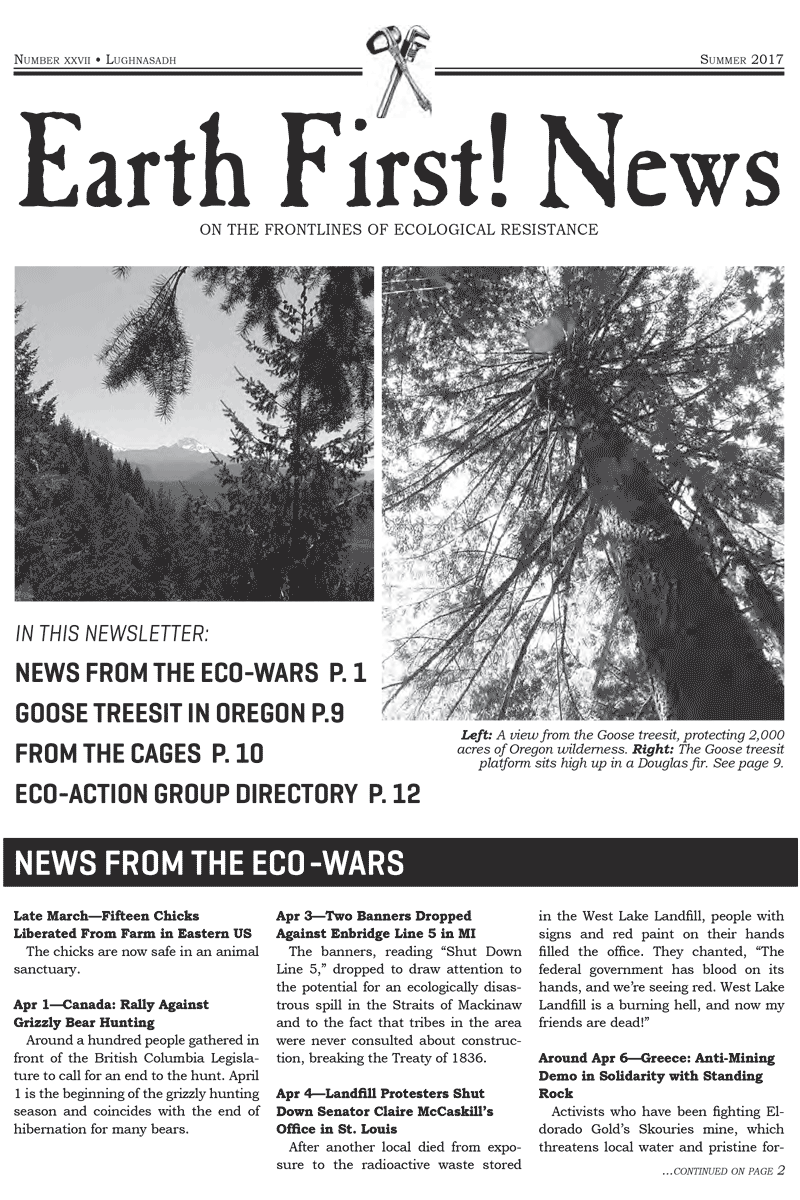 Number xxvii • Lughnasadh
Summer 2017
Earth First! News
ON THE FRONTLINES OF ECOLOGICAL RESISTANCE
IN THIS NEWSLETTER:
NEWS FROM THE ECO-WARS P. 1
GOOSE TREESIT IN OREGON P.9
FROM THE CAGES P. 10
ECO-ACTION GROUP DIRECTORY P. 12
Left: A view from the Goose treesit, protecting 2,000
acres of Oregon wilderness. Right: The Goose treesit
platform sits high up in a Douglas fir. See page 9.
NEWS FROM THE ECO-WARS
Late March—Fifteen Chicks
Liberated From Farm in Eastern US
The chicks are now safe in an animal
sanctuary.
Apr 1—Canada: Rally Against
Grizzly Bear Hunting
Around a hundred people gathered in
front of the British Columbia Legisla-
ture to call for an end to the hunt. April
1 is the beginning of the grizzly hunting
season and coincides with the end of
hibernation for many bears.
Apr 3—Two Banners Dropped
Against Enbridge Line 5 in MI
The banners, reading “Shut Down
Line 5,” dropped to draw attention to
the potential for an ecologically disas-
trous spill in the Straits of Mackinaw
and to the fact that tribes in the area
were never consulted about construc-
tion, breaking the Treaty of 1836.
Apr 4—Landfill Protesters Shut
Down Senator Claire McCaskill’s
Office in St. Louis
After another local died from expo-
sure to the radioactive waste stored
in the West Lake Landfill, people with
signs and red paint on their hands
filled the office. They chanted, “The
federal government has blood on its
hands, and we’re seeing red. West Lake
Landfill is a burning hell, and now my
friends are dead!”
Around Apr 6—Greece: Anti-Mining
Demo in Solidarity with Standing
Rock
Activists who have been fighting El-
dorado Gold’s Skouries mine, which
threatens local water and pristine for-
...continued on page 2